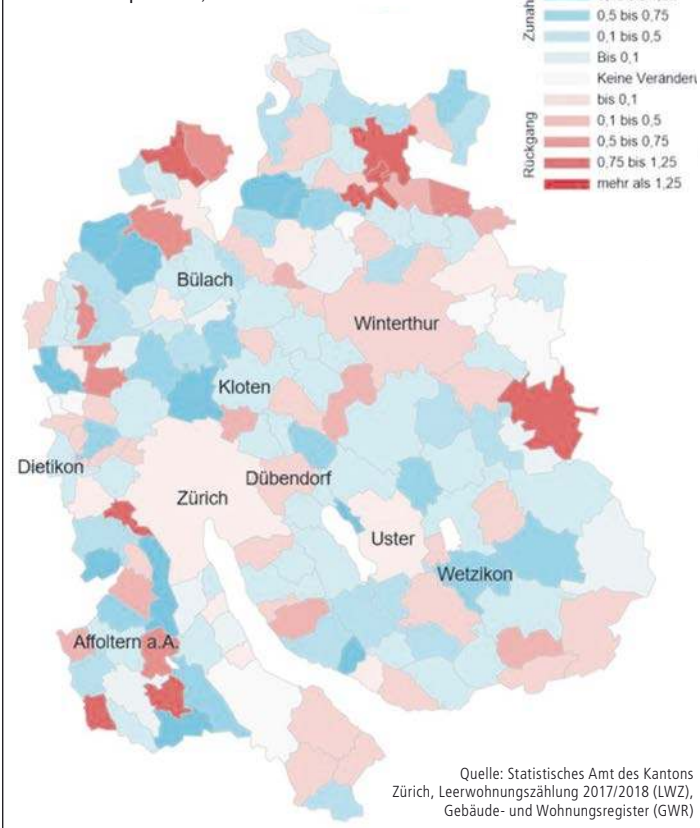 0,5 bis 0,75
0,1 bis 0,5
Bis 0,1
Keine Veränderu
bis 0,1
0,1 bis 0,5
0,5 bis 0,75
0,75 bis 1,25
mehr als 1,25
Zunah
Rückgang
Bülach
Winterthur
Kloten
Dietikon
Dübendorf
Zürich
Uster
Wetzikon
Affoltern a.A.
Quelle: Statistisches Amt des Kantons
Zürich, Leerwohnungszählung 2017/2018 (LWZ),
Gebäude- und Wohnungsregister (GWR)